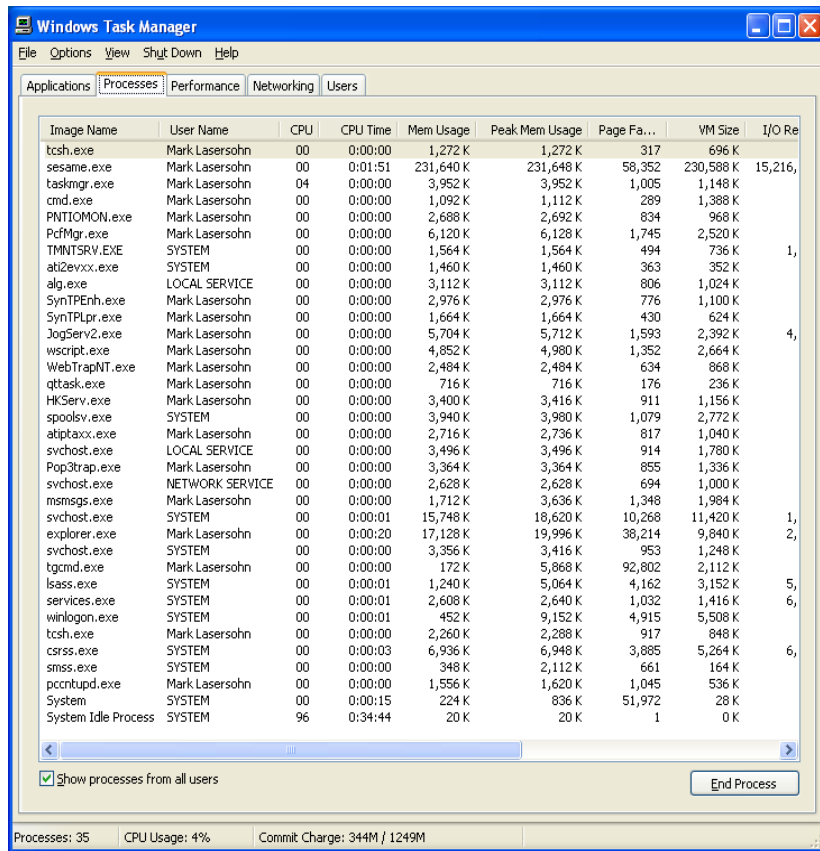 Windows Task Manager
File Options View Shut Down Help
Applications Processes Performance Networking Users
Image Name User Name CPU CPU Time Mem Usage Peak Mem Usage Page Fa... VM Size I/O Re
tcsh.exe Mark Lasersohn 00 0:00:00 1,272 K 1,272 K 317 696 K
sesame.exe Mark Lasersohn 00 0:01:51 231,640 K 231,648 K 58,352 230,588 K 15,216,
taskmgr.exe Mark Lasersohn 04 0:00:00 3,952 K 3,952 K 1,005 1,148 K
cmd.exe Mark Lasersohn 00 0:00:00 1,092 K 1,112 K 289 1,388 K
PNTIOMON.exe Mark Lasersohn 00 0:00:00 2,688 K 2,692 K 834 968 K
PcfMgr.exe Mark Lasersohn 00 0:00:00 6,120 K 6,128 K 1,745 2,520 K
TMNTSRV.EXE SYSTEM 00 0:00:00 1,564 K 1,564 K 494 736 K 1,
ati2evxx.exe SYSTEM 00 0:00:00 1,460 K 1,460 K 363 352 K
alg.exe LOCAL SERVICE 00 0:00:00 3,112 K 3,112 K 806 1,024 K
SynTPEnh.exe Mark Lasersohn 00 0:00:00 2,976 K 2,976 K 776 1,100 K
SynTPLpr.exe Mark Lasersohn 00 0:00:00 1,664 K 1,664 K 430 624 K
JogServ2.exe Mark Lasersohn 00 0:00:00 5,704 K 5,712 K 1,593 2,392 K 4,
wscript.exe Mark Lasersohn 00 0:00:00 4,852 K 4,980 K 1,352 2,664 K
WebTrapNT.exe Mark Lasersohn 00 0:00:00 2,484 K 2,484 K 634 868 K
qttask.exe Mark Lasersohn 00 0:00:00 716 K 716 K 176 236 K
HKServ.exe Mark Lasersohn 00 0:00:00 3,400 K 3,416 K 911 1,156 K
spoolsv.exe SYSTEM 00 0:00:00 3,940 K 3,980 K 1,079 2,772 K
atiptaxx.exe Mark Lasersohn 00 0:00:00 2,716 K 2,736 K 817 1,040 K
svchost.exe LOCAL SERVICE 00 0:00:00 3,496 K 3,496 K 914 1,780 K
Pop3trap.exe Mark Lasersohn 00 0:00:00 3,364 K 3,364 K 855 1,336 K
svchost.exe NETWORK SERVICE 00 0:00:00 2,628 K 2,628 K 694 1,000 K
msmsgs.exe Mark Lasersohn 00 0:00:00 1,712 K 3,636 K 1,348 1,984 K
svchost.exe SYSTEM 00 0:00:01 15,748 K 18,620 K 10,268 11,420 K 1,
explorer.exe Mark Lasersohn 00 0:00:20 17,128 K 19,996 K 38,214 9,840 K 2,
svchost.exe SYSTEM 00 0:00:00 3,356 K 3,416 K 953 1,248 K
tgcmd.exe Mark Lasersohn 00 0:00:00 172 K 5,868 K 92,802 2,112 K
lsass.exe SYSTEM 00 0:00:01 1,240 K 5,064 K 4,162 3,152 K 5,
services.exe SYSTEM 00 0:00:01 2,608 K 2,640 K 1,032 1,416 K 6,
winlogon.exe SYSTEM 00 0:00:01 452 K 9,152 K 4,915 5,508 K
tcsh.exe Mark Lasersohn 00 0:00:00 2,260 K 2,288 K 917 848 K
csrss.exe SYSTEM 00 0:00:03 6,936 K 6,948 K 3,885 5,264 K 6,
smss.exe SYSTEM 00 0:00:00 348 K 2,112 K 661 164 K
pccntupd.exe Mark Lasersohn 00 0:00:00 1,556 K 1,620 K 1,045 536 K
System SYSTEM 00 0:00:15 224 K 836 K 51,972 28 K
System Idle Process SYSTEM 96 0:34:44 20 K 20 K 1 0 K
Show processes from all users
End Process
Processes: 35 CPU Usage: 4% Commit Charge: 344M / 1249M